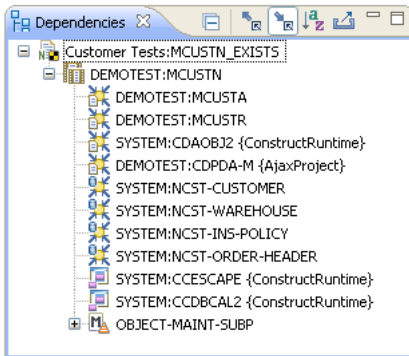 Dependencies
Customer Tests:MCUSTN_EXISTS
DEMOTEST:MCUSTN
DEMOTEST:MCUSTA
DEMOTEST:MCUSTR
SYSTEM:CDAOBJ2 {ConstructRuntime}
DEMOTEST:CDPDA-M {AjaxProject}
SYSTEM:NCST-CUSTOMER
SYSTEM:NCST-WAREHOUSE
SYSTEM:NCST-INS-POLICY
SYSTEM:NCST-ORDER-HEADER
SYSTEM:CCESCAPE {ConstructRuntime}
SYSTEM:CCDBCAL2 {ConstructRuntime}
OBJECT-MAINT-SUBP